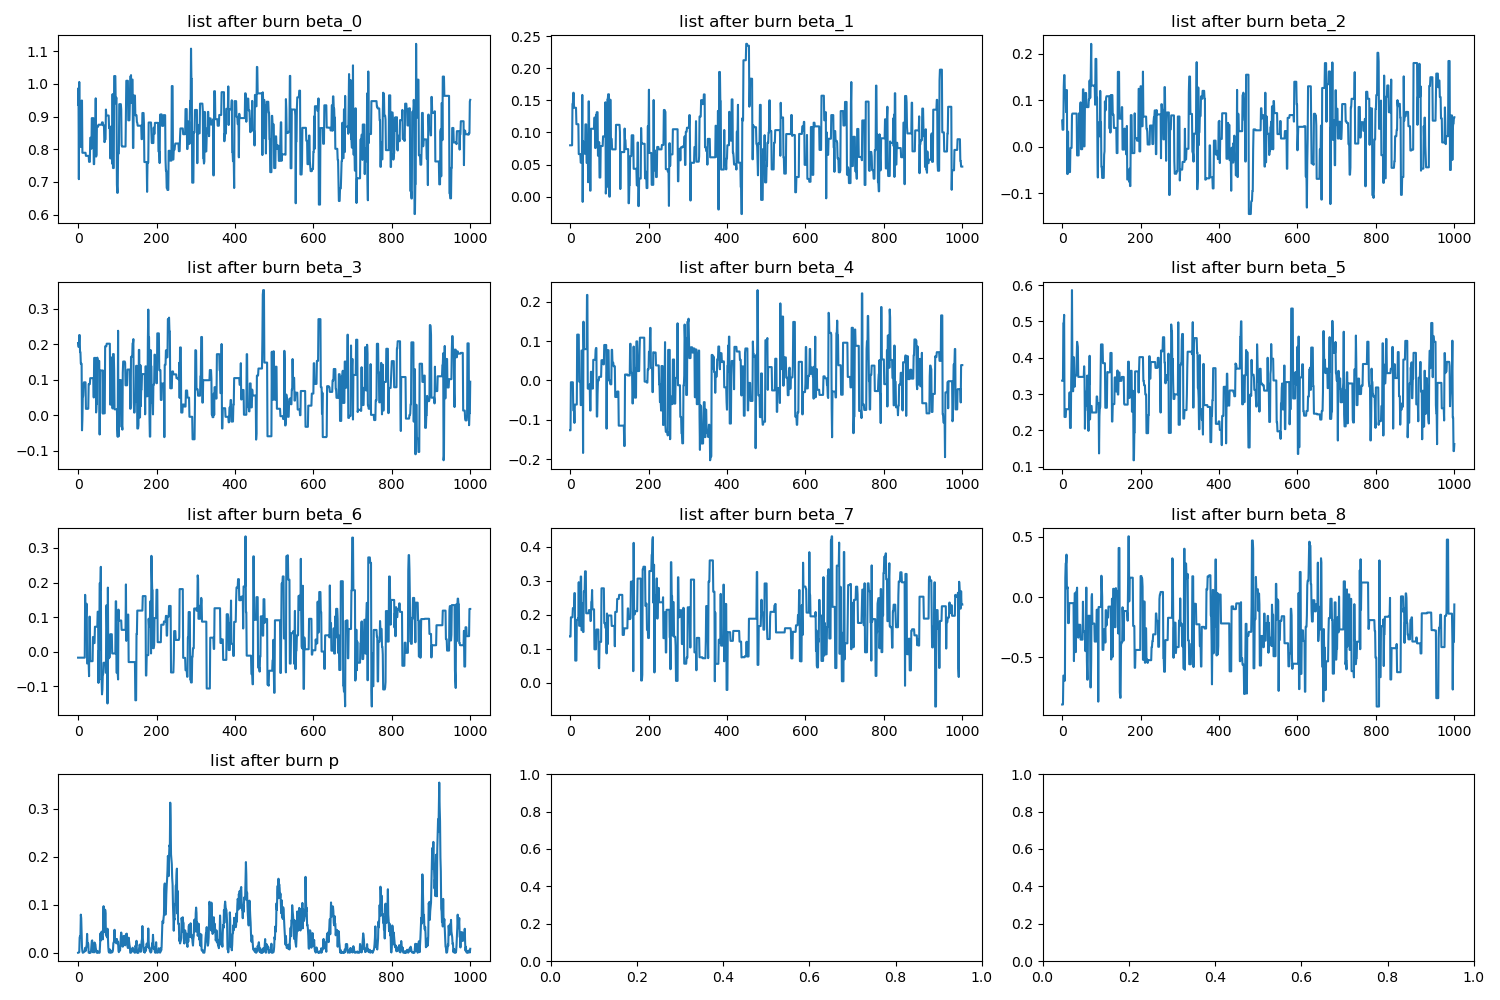 list after burn beta_0 list after burn beta_1 list after burn beta_2
1.1 0.25
1.0 0.20 0.2
0.9 0.15 0.1
0.8 0.10 0.0
0.7 0.05
0.6 0.00 −0.1
0 200 400 600 800 1000 0 200 400 600 800 1000 0 200 400 600 800 1000
list after burn beta_3 list after burn beta_4 list after burn beta_5
0.3 0.2 0.6
0.2 0.1 0.5
0.1 0.0 0.4
0.0 −0.1 0.3
−0.1 −0.2 0.2
0.1
0 200 400 600 800 1000 0 200 400 600 800 1000 0 200 400 600 800 1000
list after burn beta_6 list after burn beta_7 list after burn beta_8
0.3 0.4 0.5
0.2 0.3
0.1 0.2 0.0
0.0 0.1
−0.1 0.0 −0.5
0 200 400 600 800 1000 0 200 400 600 800 1000 0 200 400 600 800 1000
list after burn p
0.3 1.0 1.0
0.2 0.8 0.8
0.1 0.6 0.6
0.0 0.4 0.4
0.2 0.2
0.0 0.0
0 200 400 600 800 1000 0.0 0.2 0.4 0.6 0.8 1.0 0.0 0.2 0.4 0.6 0.8 1.0